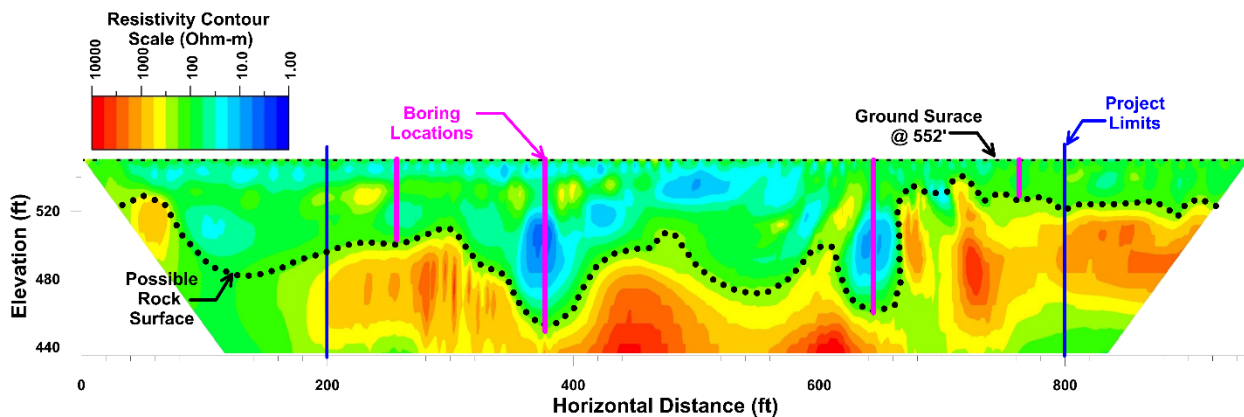 Resistivity Contour
Scale (Ohm-m)
10000
1000
100
10.0
1.00
Boring
Locations
Ground Surace
@ 552'
Project
Limits
Elevation (ft)
520
480
440
Possible
Rock
Surface
0
200
400
600
800
Horizontal Distance (ft)